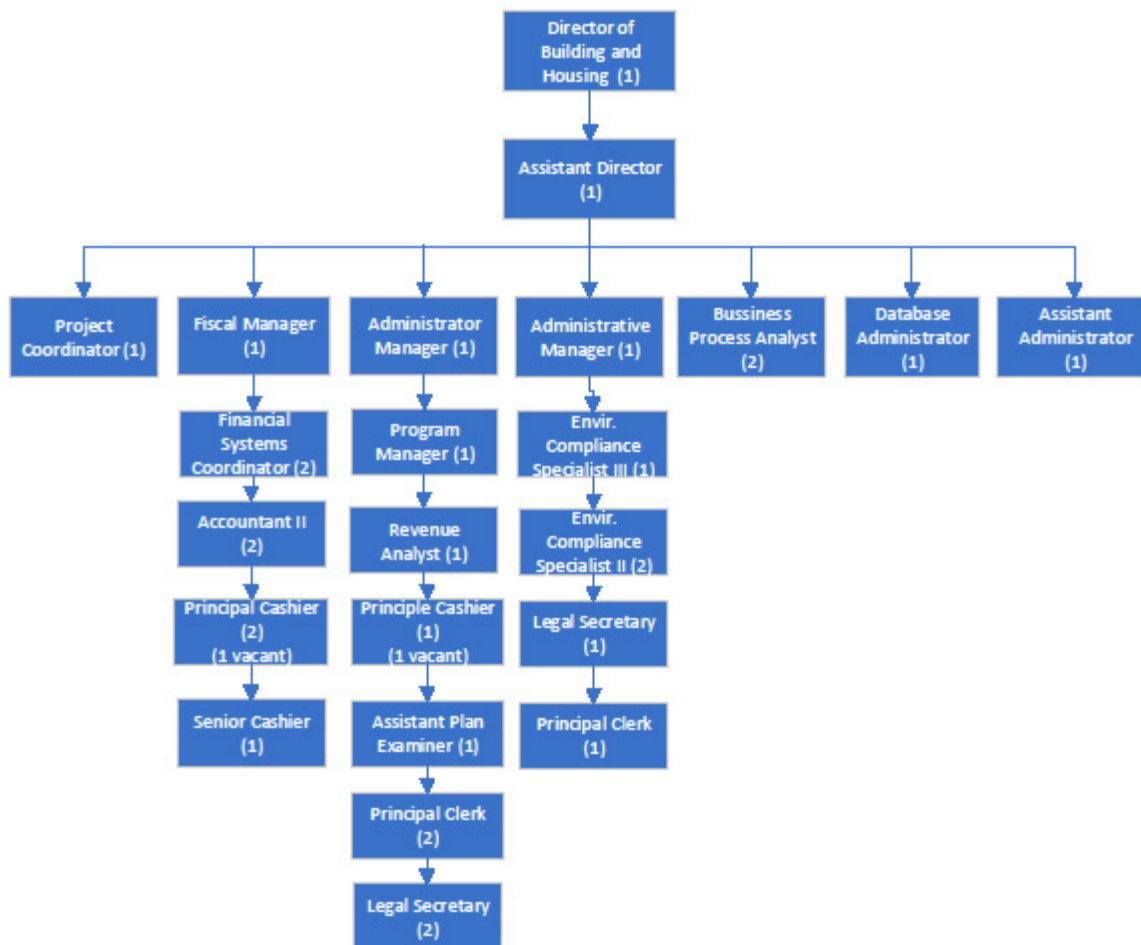 Director of
Building and
Housing (1)
Assistant Director
(1)
Project
Coordinator (1)
Fiscal Manager
(1)
Administrator
Manager (1)
Administrative
Manager (1)
Bussiness
Process Analyst
(2)
Database
Administrator
(1)
Assistant
Administrator
(1)
Financial
Systems
Coordinator (2)
Program
Manager (1)
Envir.
Compliance
Specialist III (1)
Accountant II
(2)
Revenue
Analyst (1)
Envir.
Compliance
Specialist II (2)
Principal Cashier
(2)
(1 vacant)
Principle Cashier
(1)
(1 vacant)
Legal Secretary
(1)
Senior Cashier
(1)
Assistant Plan
Examiner (1)
Principal Clerk
(1)
Principal Clerk
(2)
Legal Secretary
(2)